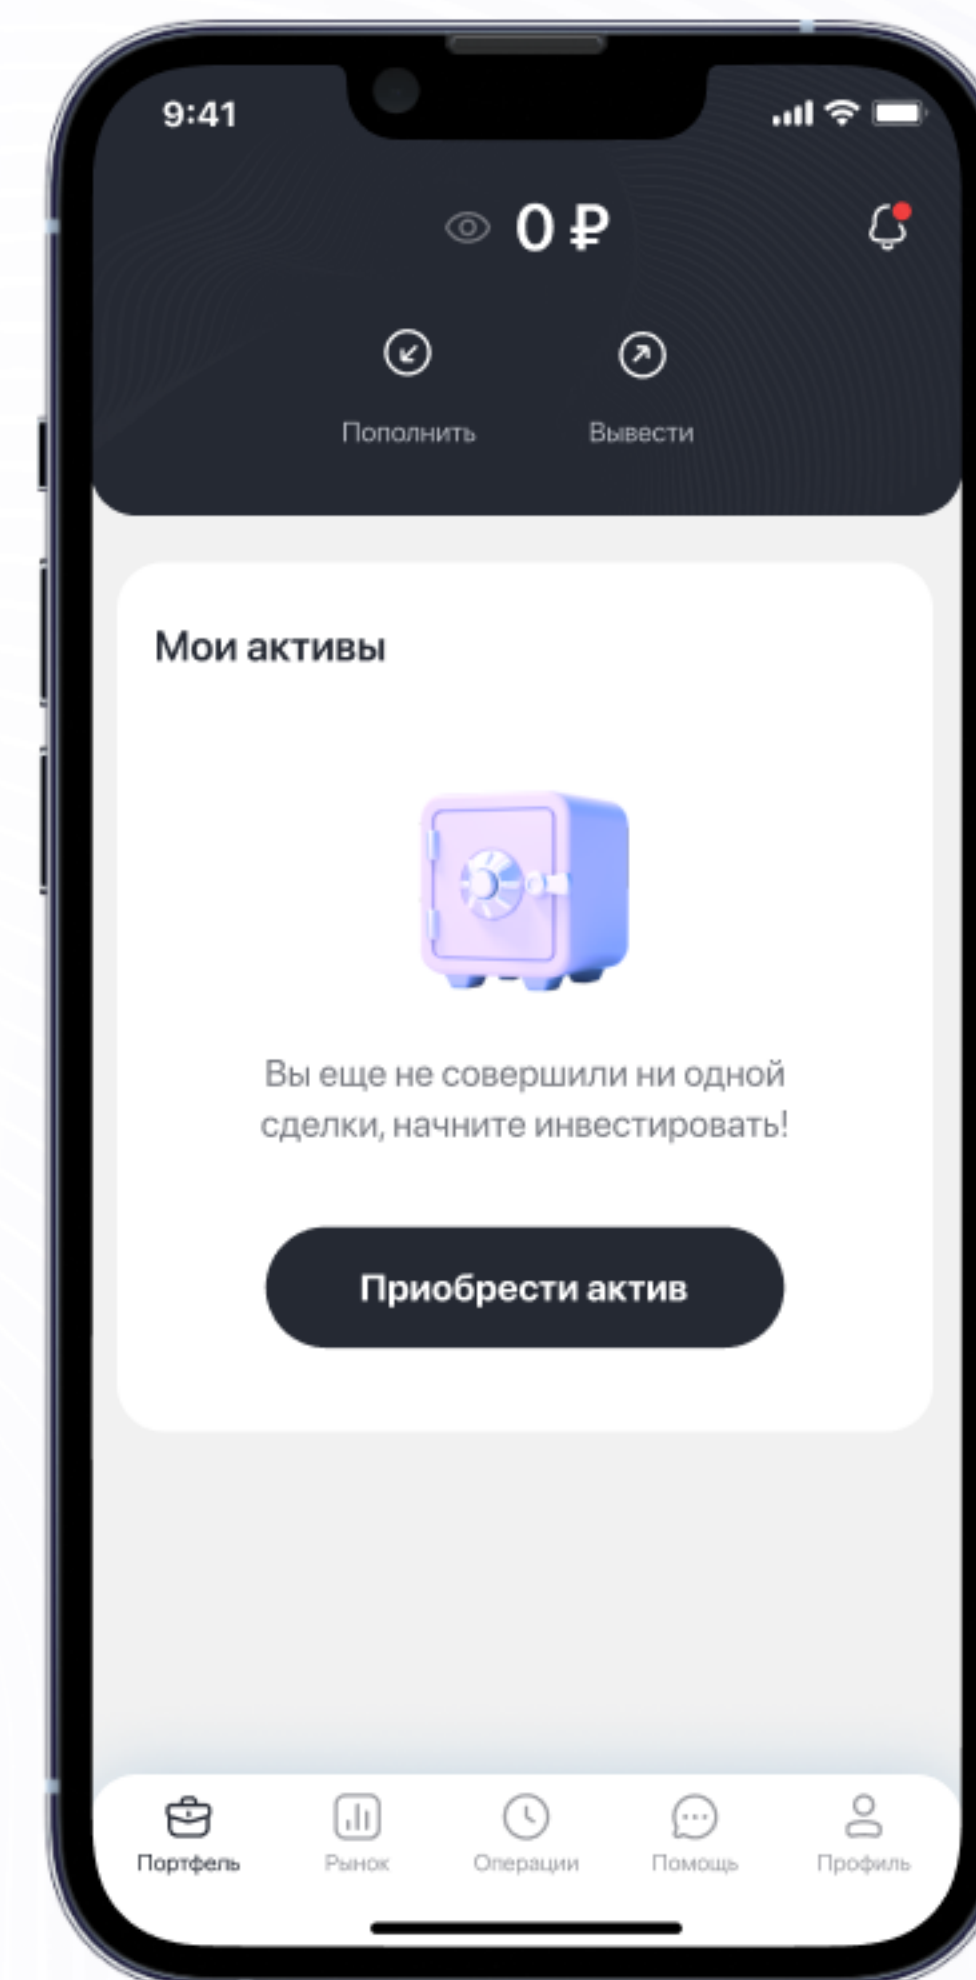 9:41
0 ₽
Пополнить
Вывести
Мои активы
Вы еще не совершили ни одной
сделки, начните инвестировать!
Приобрести актив
Портфель
Рынок
Операции
Помощь
Профиль